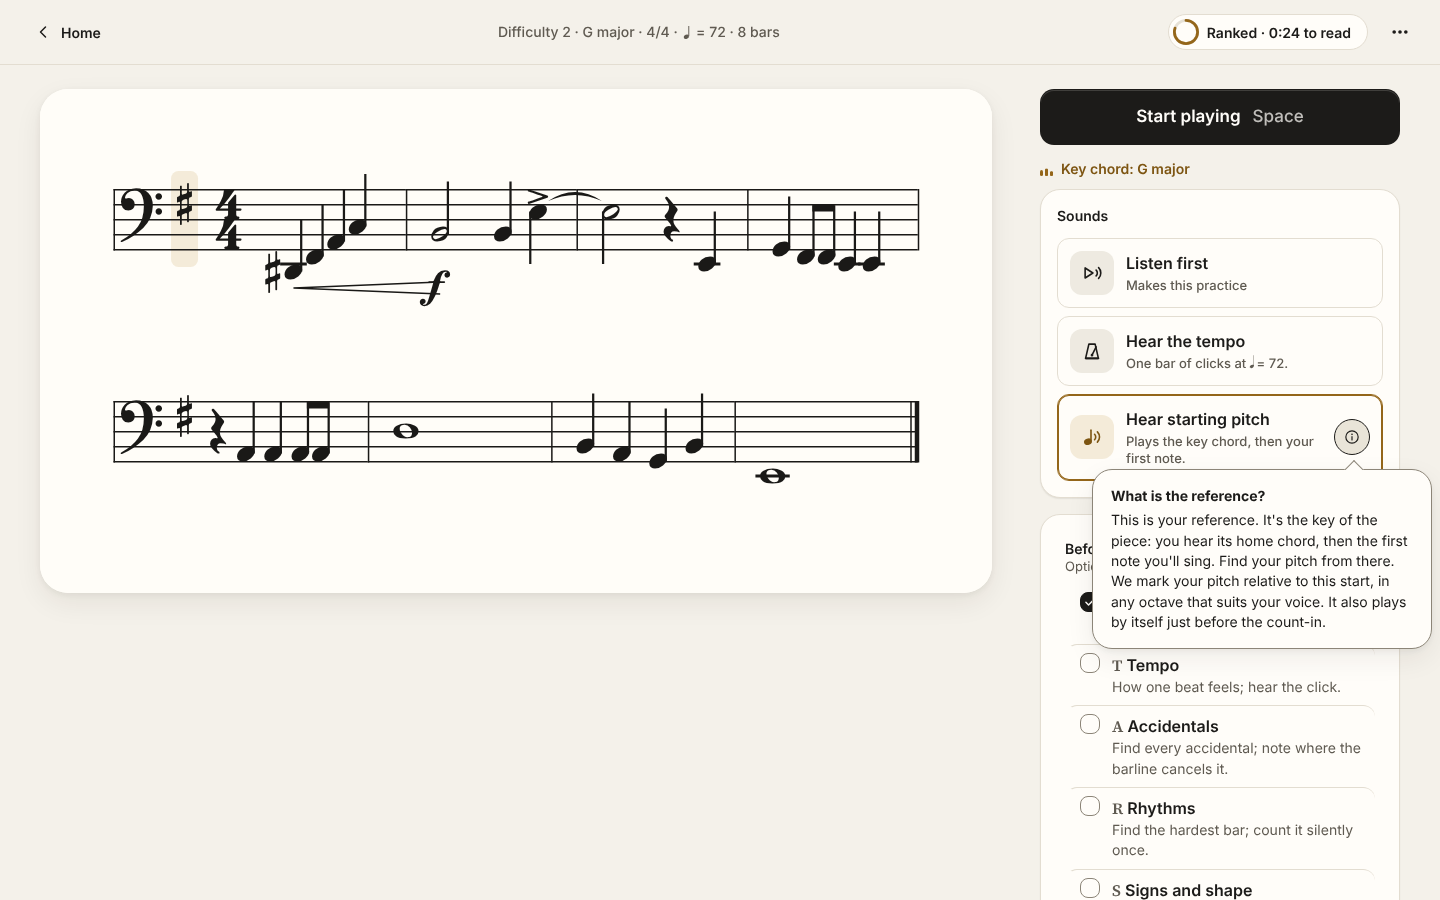 Home
Difficulty 2 · G major · 4/4 · ♩ = 72 · 8 bars
Ranked · 0:24 to read
Start playing Space
Key chord: G major
Sounds
Listen first
Makes this practice
Hear the tempo
One bar of clicks at ♩ = 72.
Hear starting pitch
Plays the key chord, then your
first note.
4
4
f
What is the reference?
This is your reference. It's the key of the
piece: you hear its home chord, then the first
note you'll sing. Find your pitch from there.
We mark your pitch relative to this start, in
any octave that suits your voice. It also plays
by itself just before the count-in.
T Tempo
How one beat feels; hear the click.
A Accidentals
Find every accidental; note where the
barline cancels it.
R Rhythms
Find the hardest bar; count it silently
once.
S Signs and shape